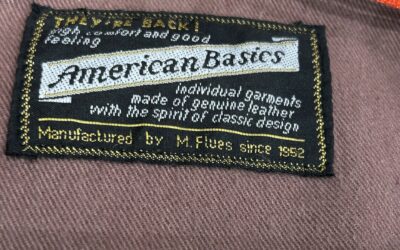 THEY'RE BACK!
high comfort and good
feeling
American Basics
individual garments
made of genuine leather
with the spirit of classic design
Manufactured by M. Flues since 1952